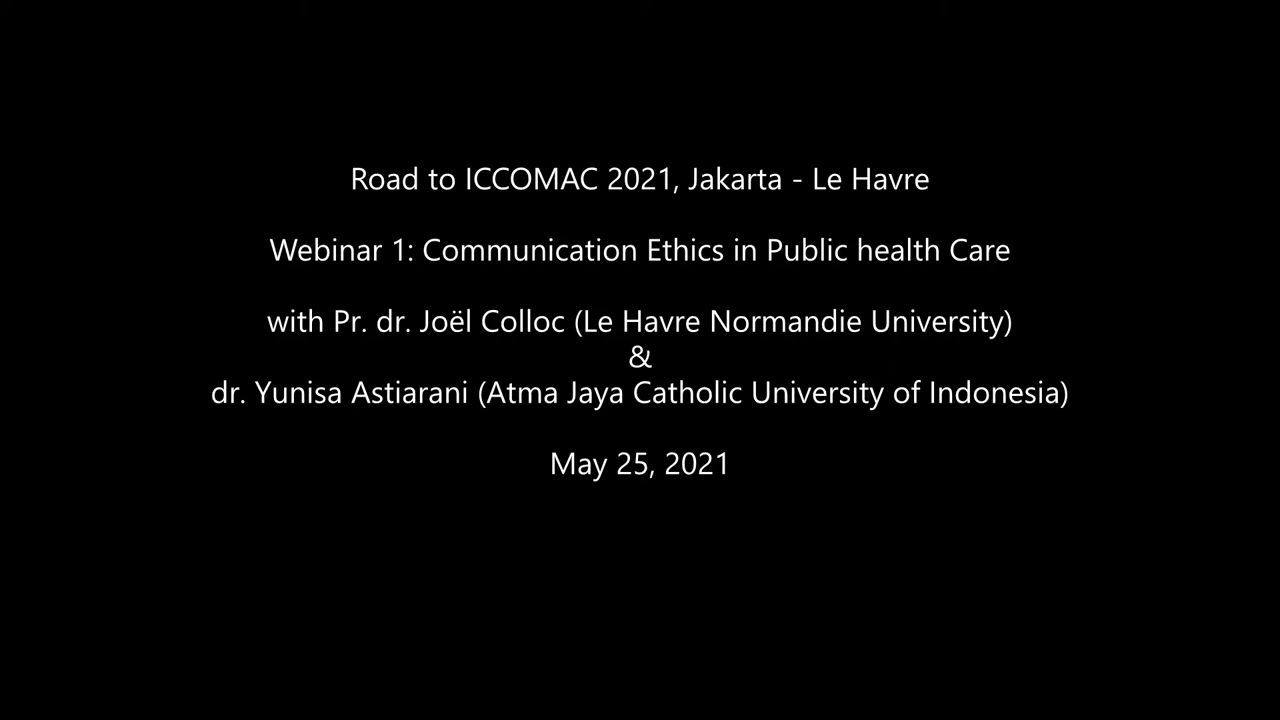 Road to ICCOMAC 2021, Jakarta - Le Havre
Webinar 1: Communication Ethics in Public health Care
with Pr. dr. Joël Colloc (Le Havre Normandie University)
&
dr. Yunisa Astiarani (Atma Jaya Catholic University of Indonesia)
May 25, 2021